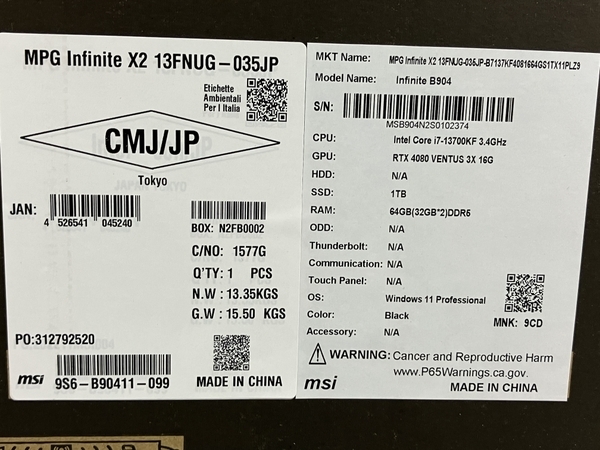 MPG Infinite X2 13FNUG-035JP
Etichette
Ambientali
Per l Italia
CMJ/JP
Tokyo
JAN:
4 526541 045240
BOX: N2FB0002
C/NO: 1577G
Q'TY: 1 PCS
N.W : 13.35KGS
G.W : 15.50 KGS
PO:312792520
msi 9S6-B90411-099
MADE IN CHINA
MKT Name: MPG Infinite X2 13FNUG-035JP-B7137KF4081664GS1TX11PLZ9
Model Name: Infinite B904
S/N:
MSB904N2S0102374
CPU: Intel Core i7-13700KF 3.4GHz
GPU: RTX 4080 VENTUS 3X 16G
HDD: N/A
SSD: 1TB
RAM: 64GB(32GB*2)DDR5
ODD: N/A
Thunderbolt: N/A
Communication: N/A
Touch Panel: N/A
OS: Windows 11 Professional
Color: Black
MNK: 9CD
Accessory: N/A
WARNING: Cancer and Reproductive Harm
www.P65Warnings.ca.gov.
msi MADE IN CHINA